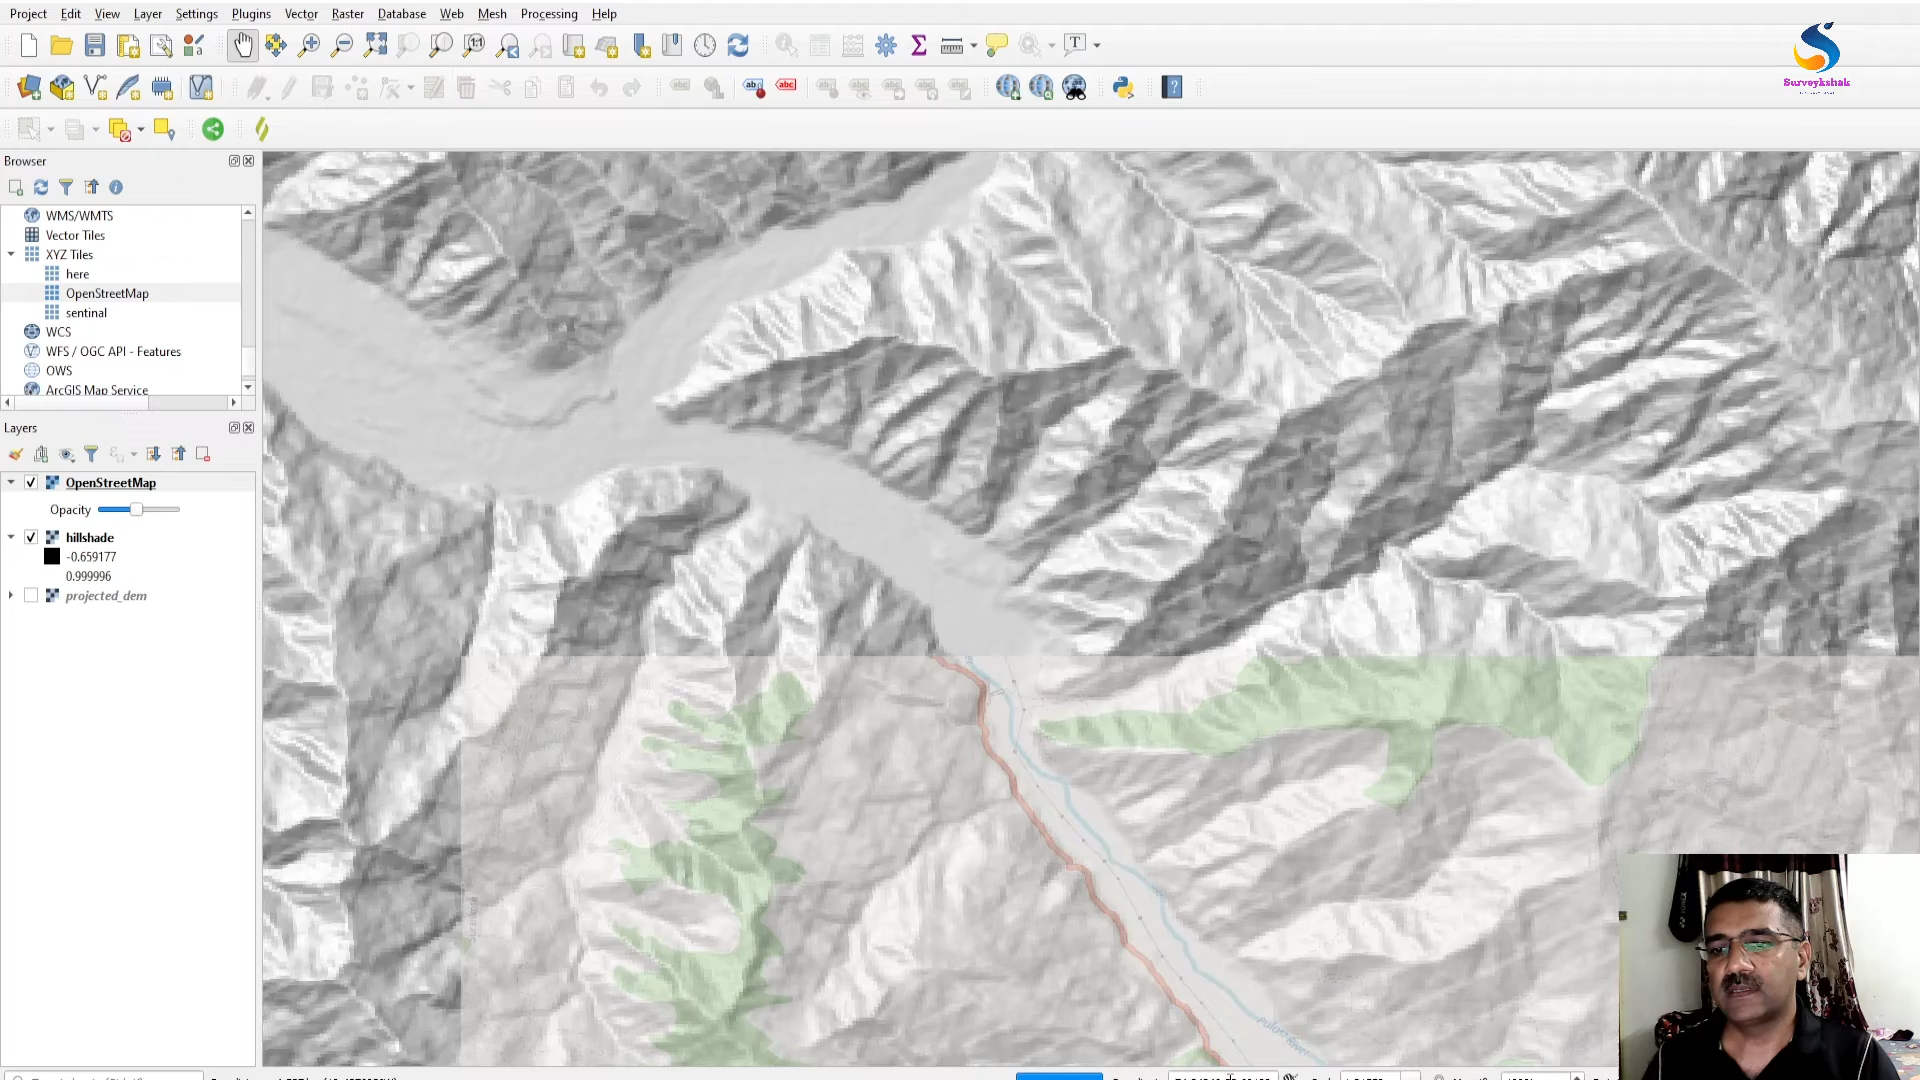 Project Edit View Layer Settings Plugins Vector Raster Database Web Mesh Processing Help
Surveykshak
Browser
WMS/WMTS
Vector Tiles
XYZ Tiles
here
OpenStreetMap
sentinal
WCS
WFS / OGC API - Features
OWS
ArcGIS Map Service
Layers
OpenStreetMap
Opacity
hillshade
-0.659177
0.999996
projected_dem
River